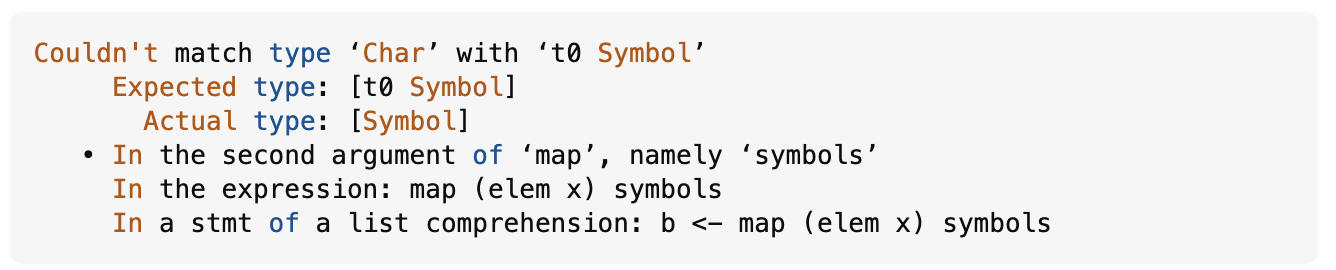 Couldn't match type ‘Char’ with ‘t0 Symbol’
Expected type: [t0 Symbol]
Actual type: [Symbol]
• In the second argument of ‘map’, namely ‘symbols’
In the expression: map (elem x) symbols
In a stmt of a list comprehension: b <- map (elem x) symbols